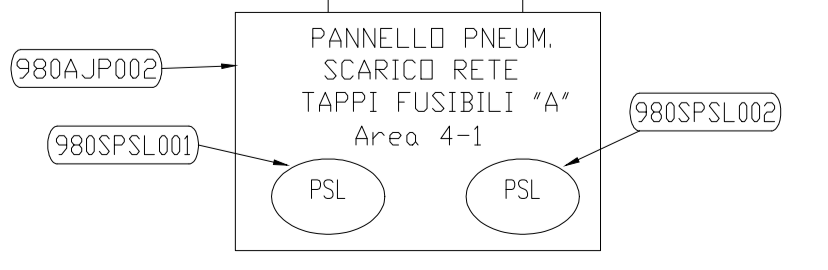 PANNELLO PNEUM.
SCARICO RETE
TAPPI FUSIBILI "A"
Area 4-1
980AJP002
980SPSL001
980SPSL002
PSL
PSL